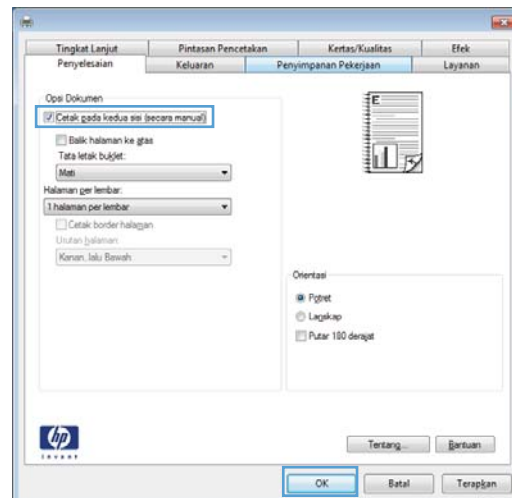 Tingkat Lanjut Pintasan Pencetakan Kertas/Kualitas Efek
Penyelesaian Keluaran Penyimpanan Pekerjaan Layanan
Opsi Dokumen
Cetak pada kedua sisi (secara manual)
Balik halaman ke atas
Tata letak buklet:
Mati
Halaman per lembar:
1 halaman per lembar
Cetak border halaman
Urutan halaman:
Kanan, lalu Bawah
E
Orientasi
Potret
Lanskap
Putar 180 derajat
hp
invent
Tentang... Bantuan
OK Batal Terapkan